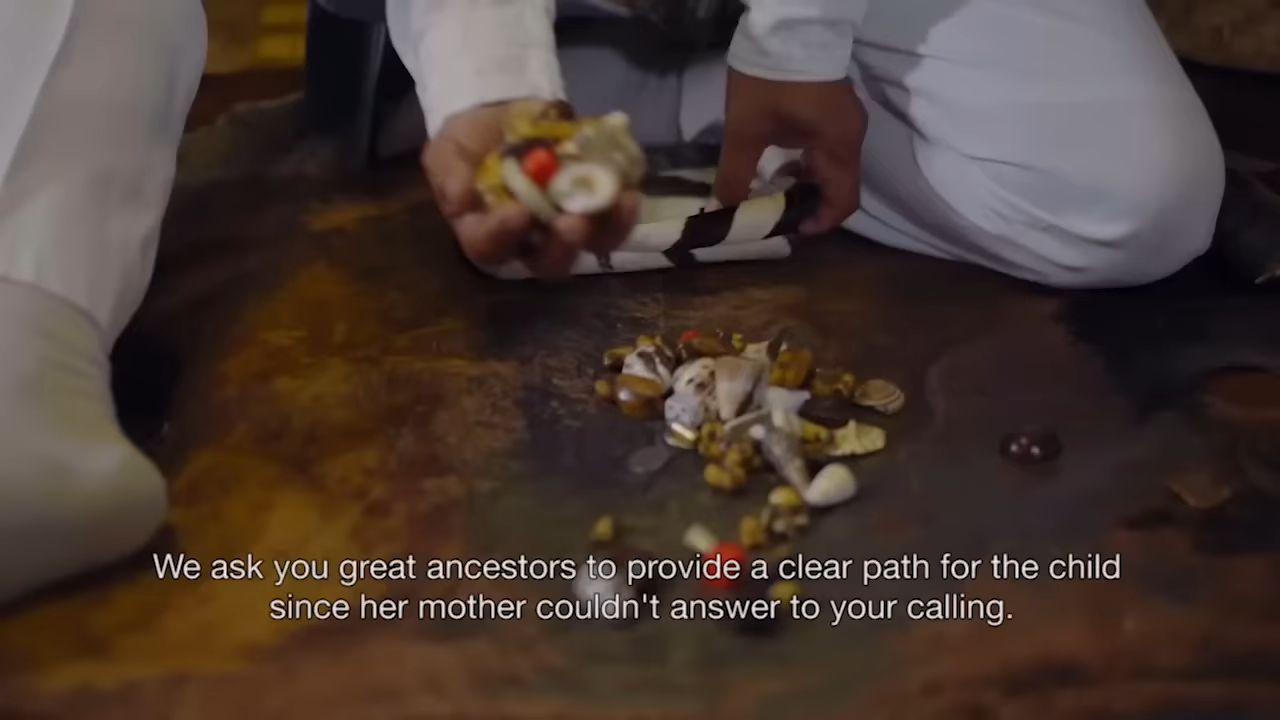 We ask you great ancestors to provide a clear path for the child
since her mother couldn't answer to your calling.